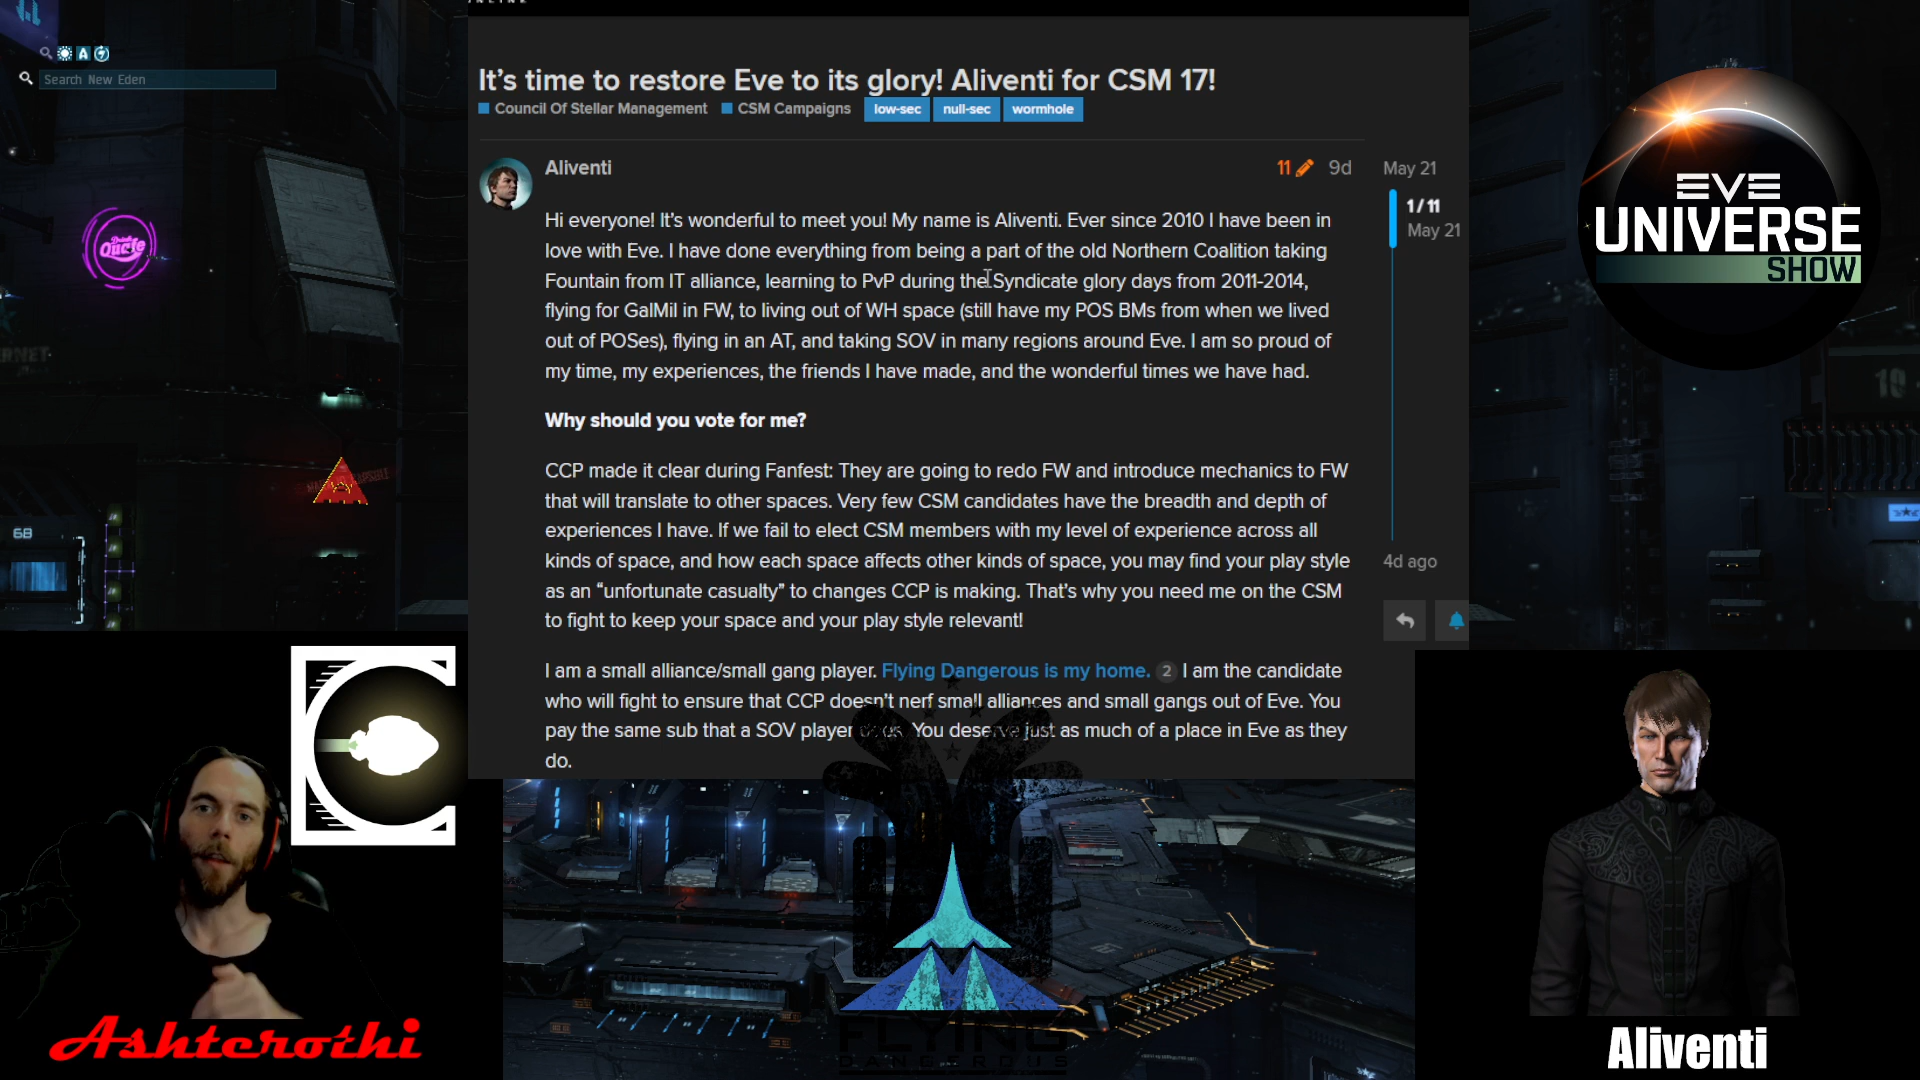 Search New Eden
It's time to restore Eve to its glory! Aliventi for CSM 17!
Council Of Stellar Management CSM Campaigns low-sec null-sec wormhole
Aliventi 11 9d
Hi everyone! It's wonderful to meet you! My name is Aliventi. Ever since 2010 I have been in
love with Eve. I have done everything from being a part of the old Northern Coalition taking
Fountain from IT alliance, learning to PvP during the Syndicate glory days from 2011-2014,
flying for GalMil in FW, to living out of WH space (still have my POS BMs from when we lived
out of POSes), flying in an AT, and taking SOV in many regions around Eve. I am so proud of
my time, my experiences, the friends I have made, and the wonderful times we have had.
Why should you vote for me?
CCP made it clear during Fanfest: They are going to redo FW and introduce mechanics to FW
that will translate to other spaces. Very few CSM candidates have the breadth and depth of
experiences I have. If we fail to elect CSM members with my level of experience across all
kinds of space, and how each space affects other kinds of space, you may find your play style
as an “unfortunate casualty” to changes CCP is making. That's why you need me on the CSM
to fight to keep your space and your play style relevant!
I am a small alliance/small gang player. Flying Dangerous is my home. 2 I am the candidate
who will fight to ensure that CCP doesn't nerf small alliances and small gangs out of Eve. You
pay the same sub that a SOV player does. You deserve just as much of a place in Eve as they
do.
May 21
1 / 11
May 21
4d ago
EVE
UNIVERSE
SHOW
Quafe
68
19
FLYING
DANGEROUS
Ashterothi
Aliventi